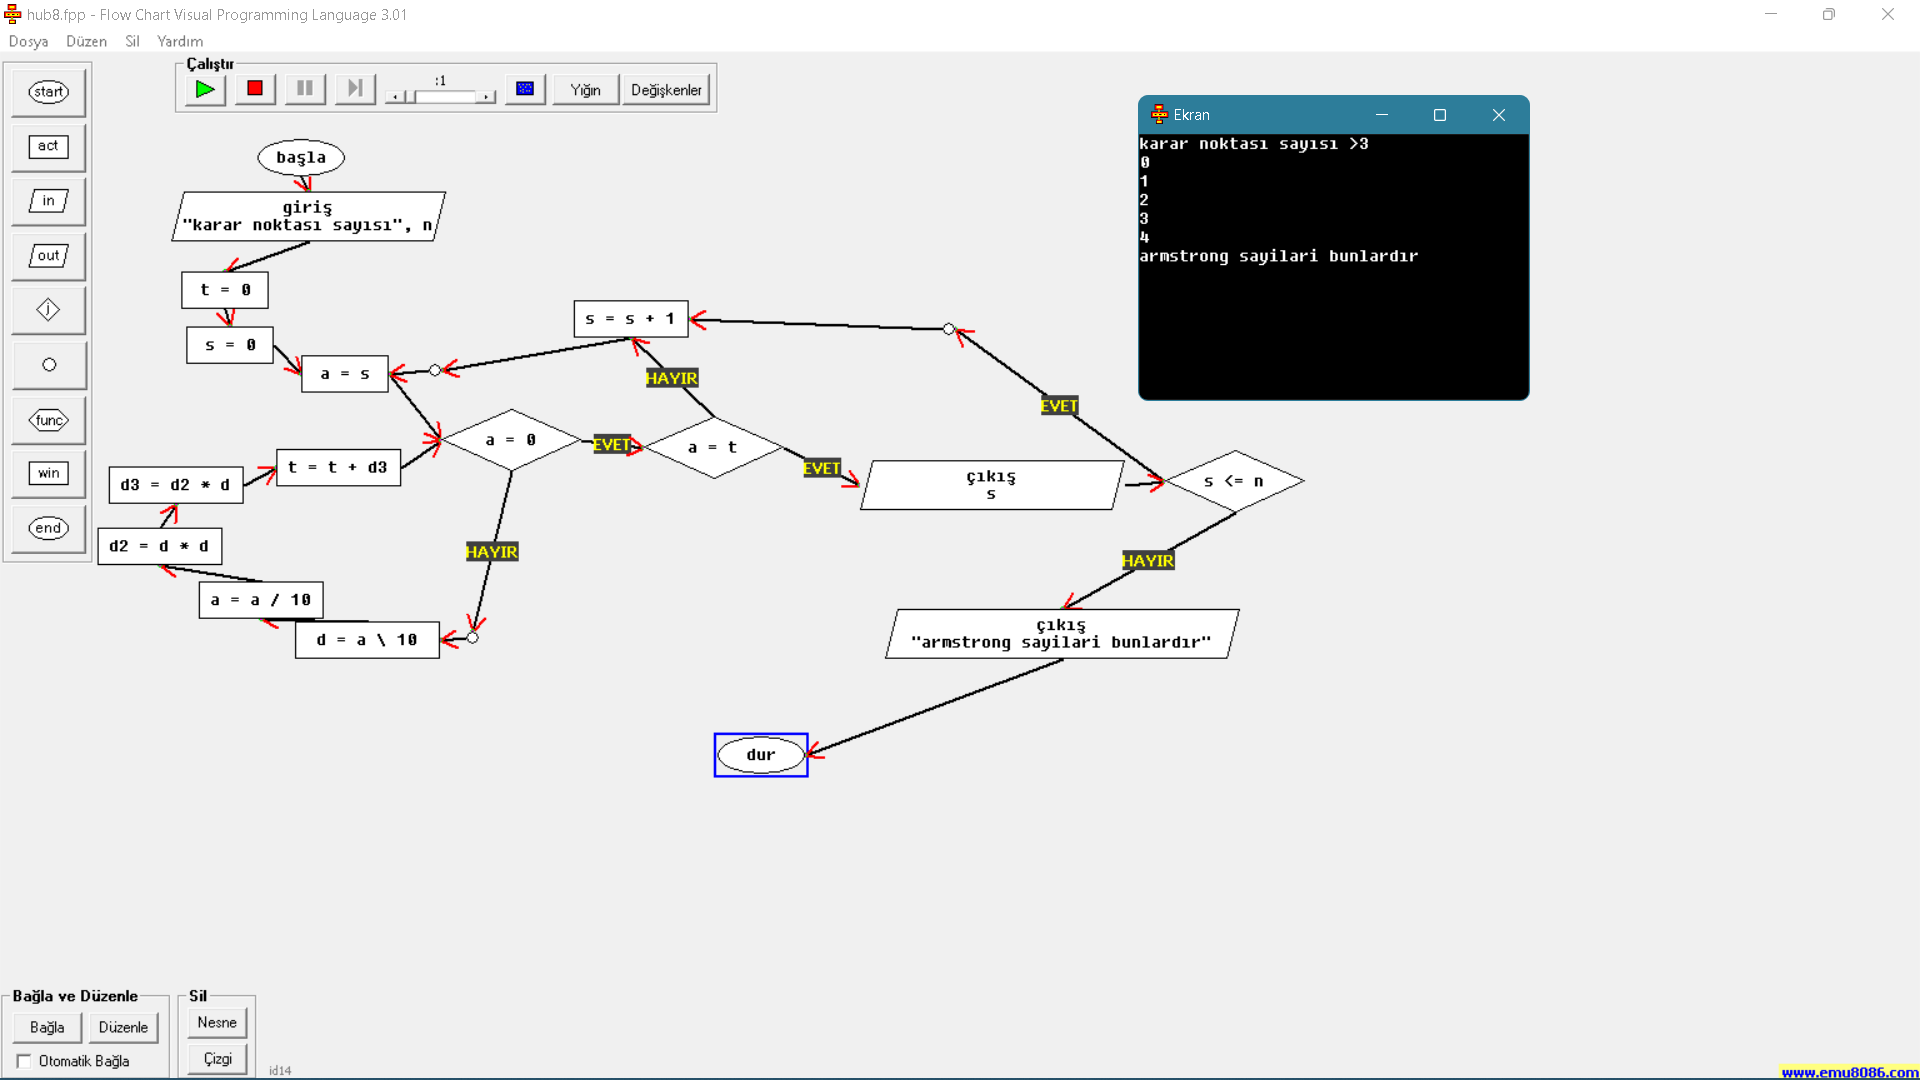 hub8.fpp - Flow Chart Visual Programming Language 3.01
Dosya Düzen Sil Yardım
Çalıştır
:1
Yığın
Değişkenler
start
act
in
out
j
func
win
end
başla
giriş
"karar noktası sayısı", n
t = 0
s = 0
a = s
s = s + 1
HAYIR
EVET
a = 0
EVET
a = t
EVET
çıkış
s
s <= n
t = t + d3
d3 = d2 * d
d2 = d * d
a = a / 10
d = a \ 10
HAYIR
HAYIR
çıkış
"armstrong sayilari bunlardır"
dur
Ekran
karar noktası sayısı >3
0
1
2
3
4
armstrong sayilari bunlardır
Bağla ve Düzenle
Bağla
Düzenle
Otomatik Bağla
Sil
Nesne
Çizgi
id14
www.emu8086.com